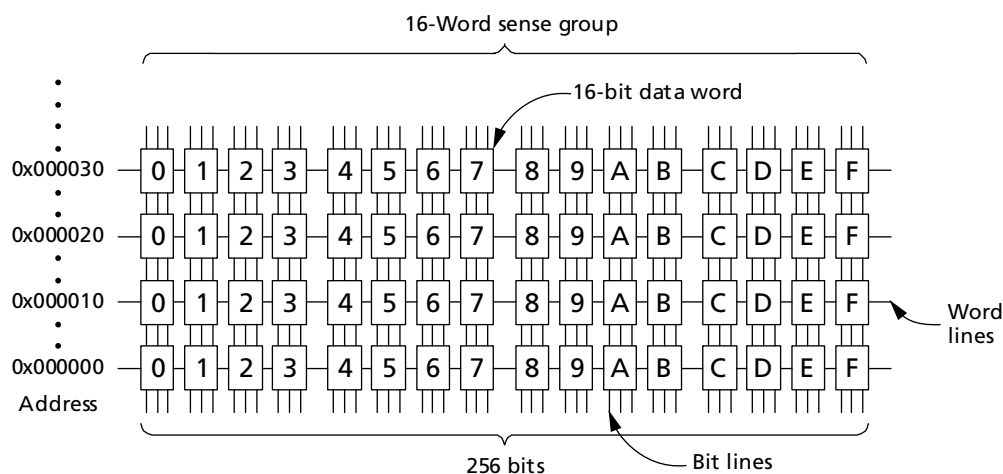 16-Word sense group
16-bit data word
0x000030 0 1 2 3 4 5 6 7 8 9 A B C D E F
0x000020 0 1 2 3 4 5 6 7 8 9 A B C D E F
0x000010 0 1 2 3 4 5 6 7 8 9 A B C D E F
Word
lines
0x000000 0 1 2 3 4 5 6 7 8 9 A B C D E F
Address
256 bits
Bit lines